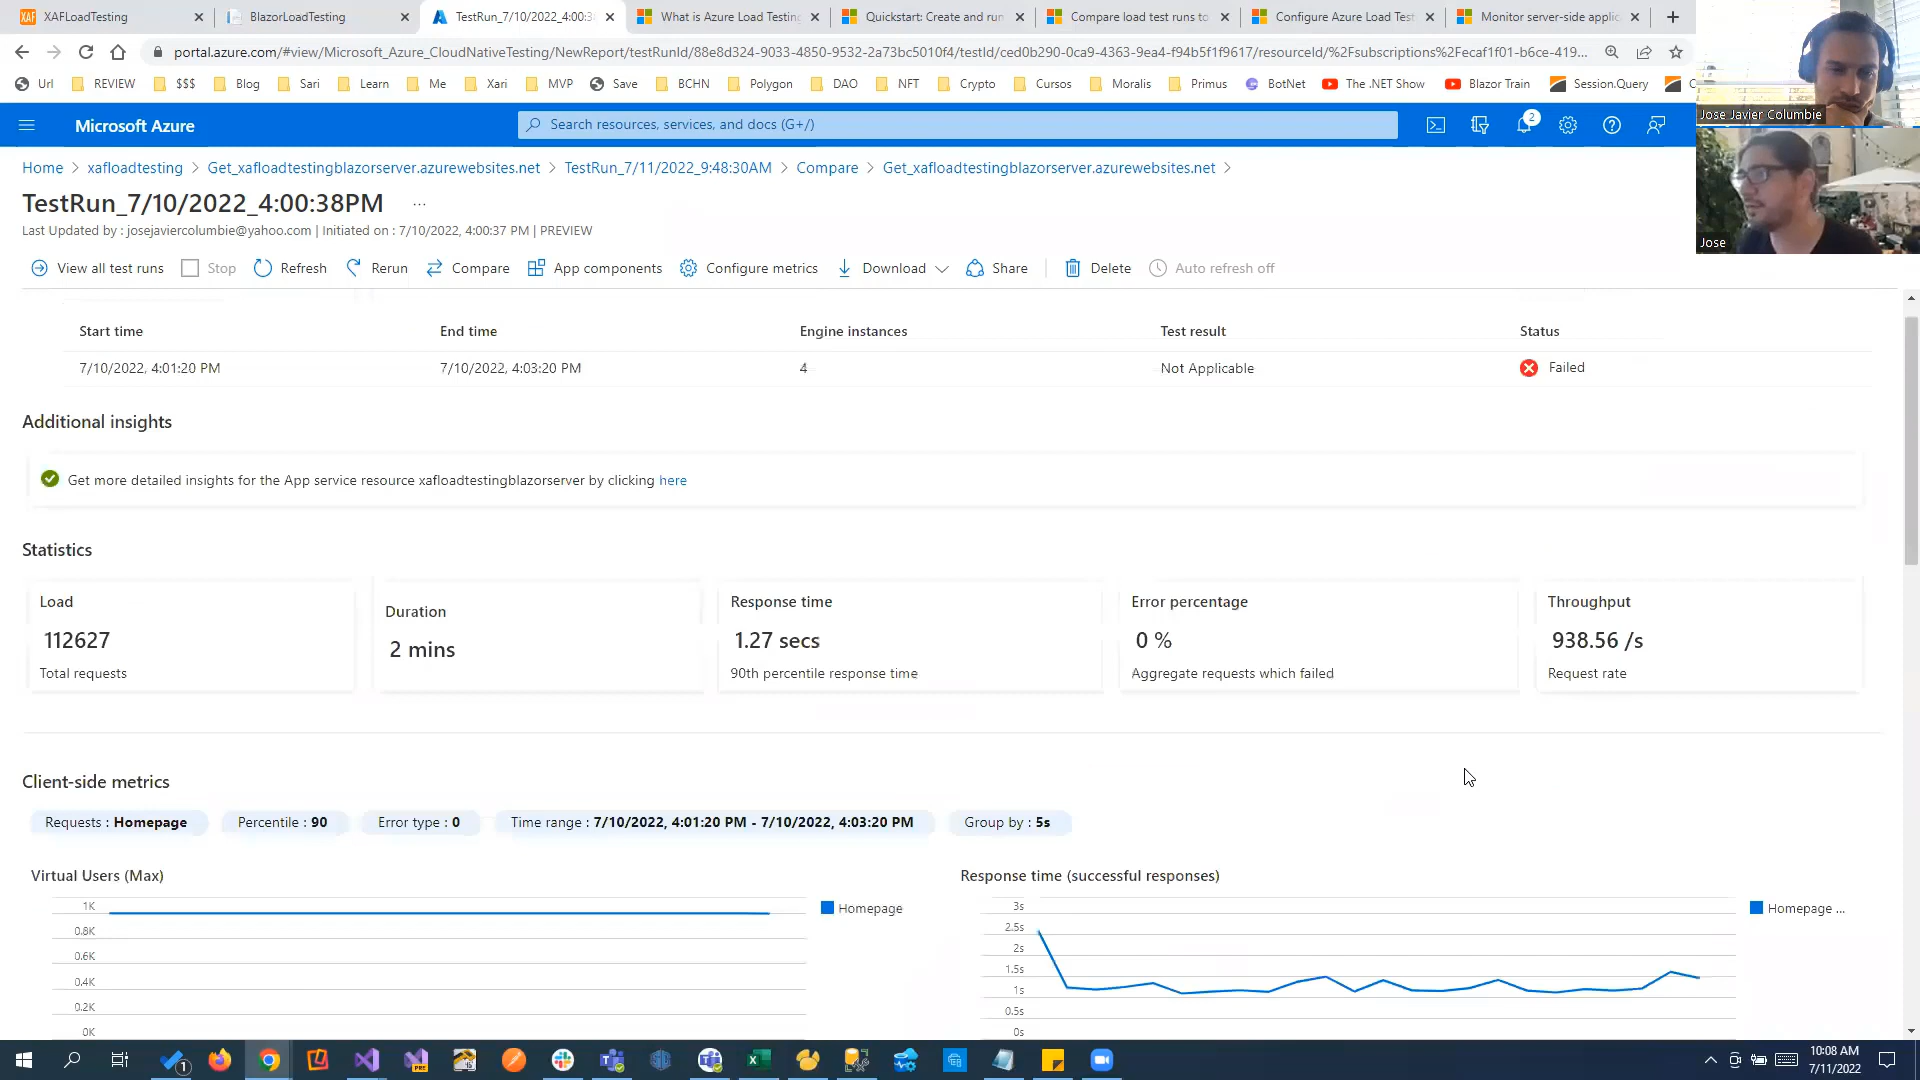 XAFLoadTesting
BlazorLoadTesting
TestRun_7/10/2022_4:00:3
What is Azure Load Testing
Quickstart: Create and run
Compare load test runs to
Configure Azure Load Test
Monitor server-side applic
portal.azure.com/#view/Microsoft_Azure_CloudNativeTesting/NewReport/testRunId/88e8d324-9033-4850-9532-2a73bc5010f4/testId/ced0b290-0ca9-4363-9ea4-f94b5f1f9617/resourceId/%2Fsubscriptions%2Fecaf1f01-b6ce-419...
Url REVIEW $$$ Blog Sari Learn Me Xari MVP Save BCHN Polygon DAO NFT Crypto Cursos Moralis Primus BotNet The .NET Show Blazor Train Session.Query
Jose Javier Columbie
Jose
Microsoft Azure
Search resources, services, and docs (G+/)
2
Home > xafloadtesting > Get_xafloadtestingblazorserver.azurewebsites.net > TestRun_7/11/2022_9:48:30AM > Compare > Get_xafloadtestingblazorserver.azurewebsites.net >
TestRun_7/10/2022_4:00:38PM ...
Last Updated by : josejaviercolumbie@yahoo.com | Initiated on : 7/10/2022, 4:00:37 PM | PREVIEW
View all test runs Stop Refresh Rerun Compare App components Configure metrics Download Share Delete Auto refresh off
Start time End time Engine instances Test result Status
7/10/2022, 4:01:20 PM 7/10/2022, 4:03:20 PM 4 Not Applicable Failed
Additional insights
Get more detailed insights for the App service resource xafloadtestingblazorserver by clicking here
Statistics
Load
112627
Total requests
Duration
2 mins
Response time
1.27 secs
90th percentile response time
Error percentage
0 %
Aggregate requests which failed
Throughput
938.56 /s
Request rate
Client-side metrics
Requests : Homepage Percentile : 90 Error type : 0 Time range : 7/10/2022, 4:01:20 PM - 7/10/2022, 4:03:20 PM Group by : 5s
Virtual Users (Max)
1K
0.8K
0.6K
0.4K
0.2K
0K
Homepage
Response time (successful responses)
3s
2.5s
2s
1.5s
1s
0.5s
0s
Homepage ...
1
PRE
10:08 AM
7/11/2022